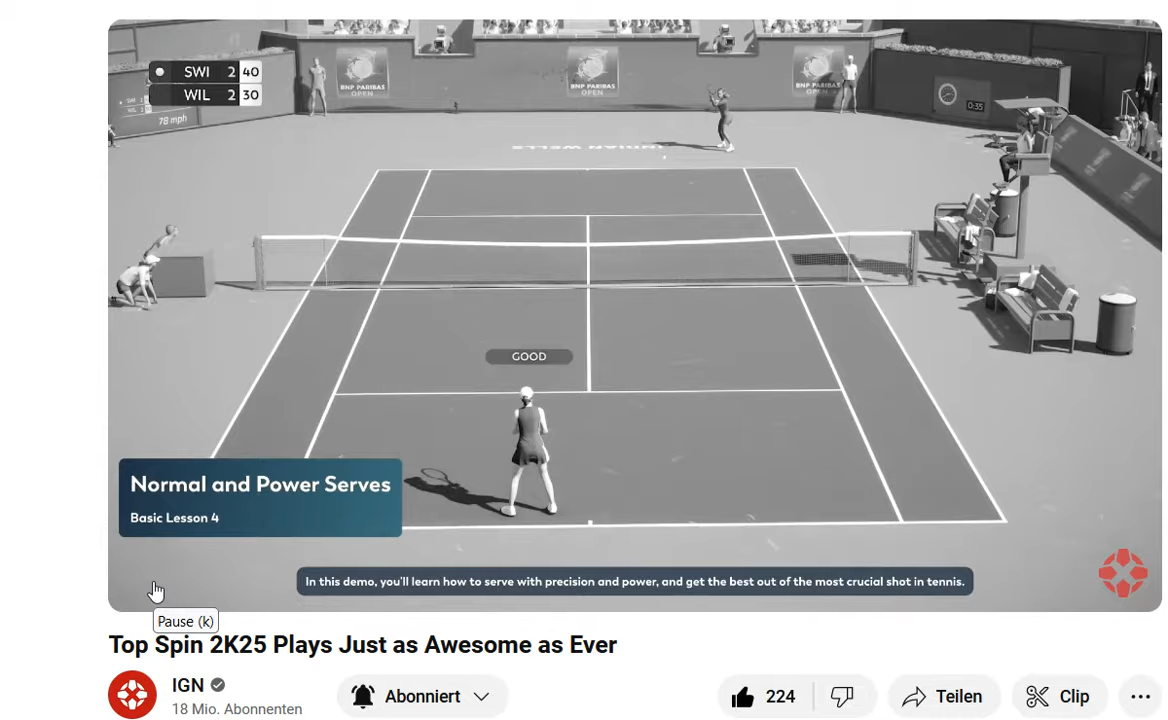 SWI 2 40
WIL 2 30
78 mph
BNP PARIBAS
OPEN
BNP PARIBAS
OPEN
BNP PARIBAS
OPEN
0:35
INDIAN WELLS
GOOD
Normal and Power Serves
Basic Lesson 4
In this demo, you'll learn how to serve with precision and power, and get the best out of the most crucial shot in tennis.
Pause (k)
Top Spin 2K25 Plays Just as Awesome as Ever
IGN
18 Mio. Abonnenten
Abonniert
224
Teilen
Clip